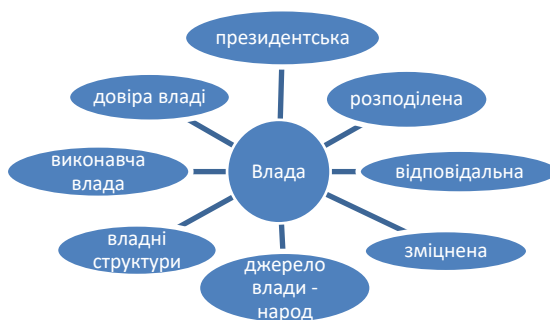 президентська
довіра владі
розподілена
виконавча
влада
Влада
відповідальна
владні
структури
зміцнена
джерело
влади -
народ